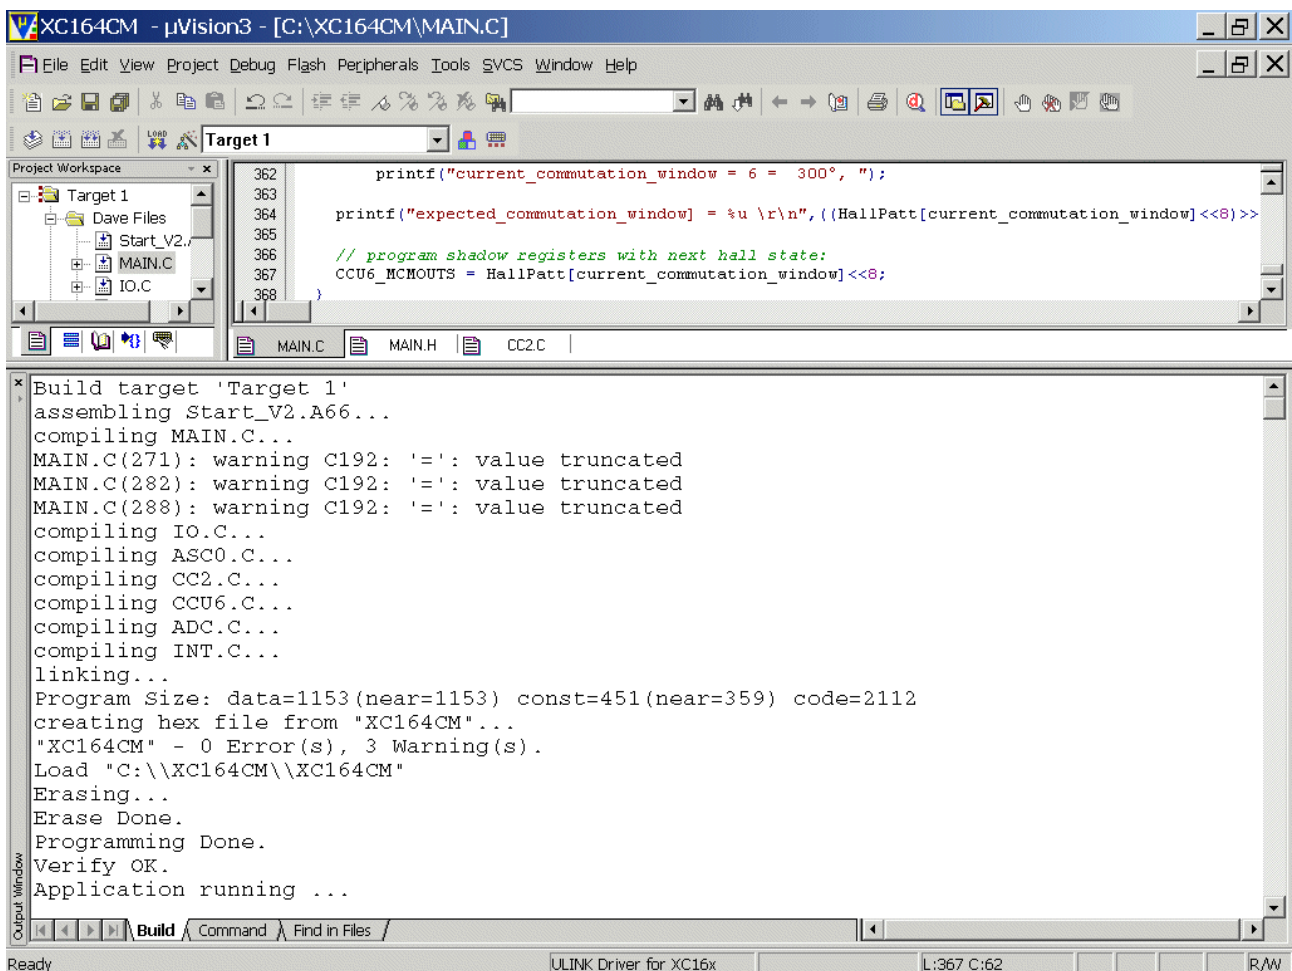 XC164CM - µVision3 - [C:\XC164CM\MAIN.C]
File Edit View Project Debug Flash Peripherals Tools SVCS Window Help
LOAD Target 1
Project Workspace
Target 1
Dave Files
Start_V2.
MAIN.C
IO.C
362 printf("current_commutation_window = 6 = 300°, ");
363
364 printf("expected_commutation_window] = %u \r\n",((HallPatt[current_commutation_window]<<8)>>
365
366 // program shadow registers with next hall state:
367 CCU6_MCMOUTS = HallPatt[current_commutation_window]<<8;
368 }
MAIN.C MAIN.H CC2.C
Build target 'Target 1'
assembling Start_V2.A66...
compiling MAIN.C...
MAIN.C(271): warning C192: '=': value truncated
MAIN.C(282): warning C192: '=': value truncated
MAIN.C(288): warning C192: '=': value truncated
compiling IO.C...
compiling ASC0.C...
compiling CC2.C...
compiling CCU6.C...
compiling ADC.C...
compiling INT.C...
linking...
Program Size: data=1153(near=1153) const=451(near=359) code=2112
creating hex file from "XC164CM"...
"XC164CM" - 0 Error(s), 3 Warning(s).
Load "C:\\XC164CM\\XC164CM"
Erasing...
Erase Done.
Programming Done.
Verify OK.
Application running ...
Output Window
Build Command Find in Files
Ready ULINK Driver for XC16x L:367 C:62 R/W